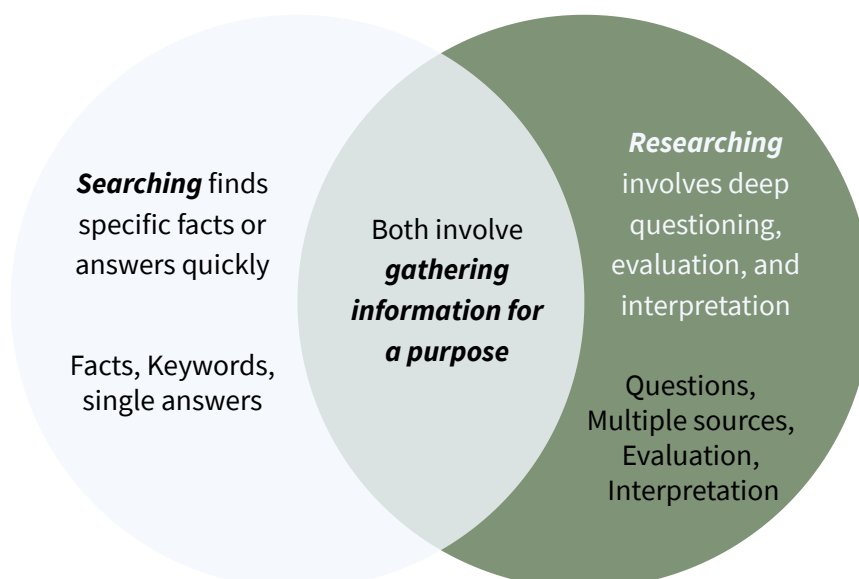 Searching finds
specific facts or
answers quickly
Facts, Keywords,
single answers
Both involve
gathering
information for
a purpose
Researching
involves deep
questioning,
evaluation, and
interpretation
Questions,
Multiple sources,
Evaluation,
Interpretation